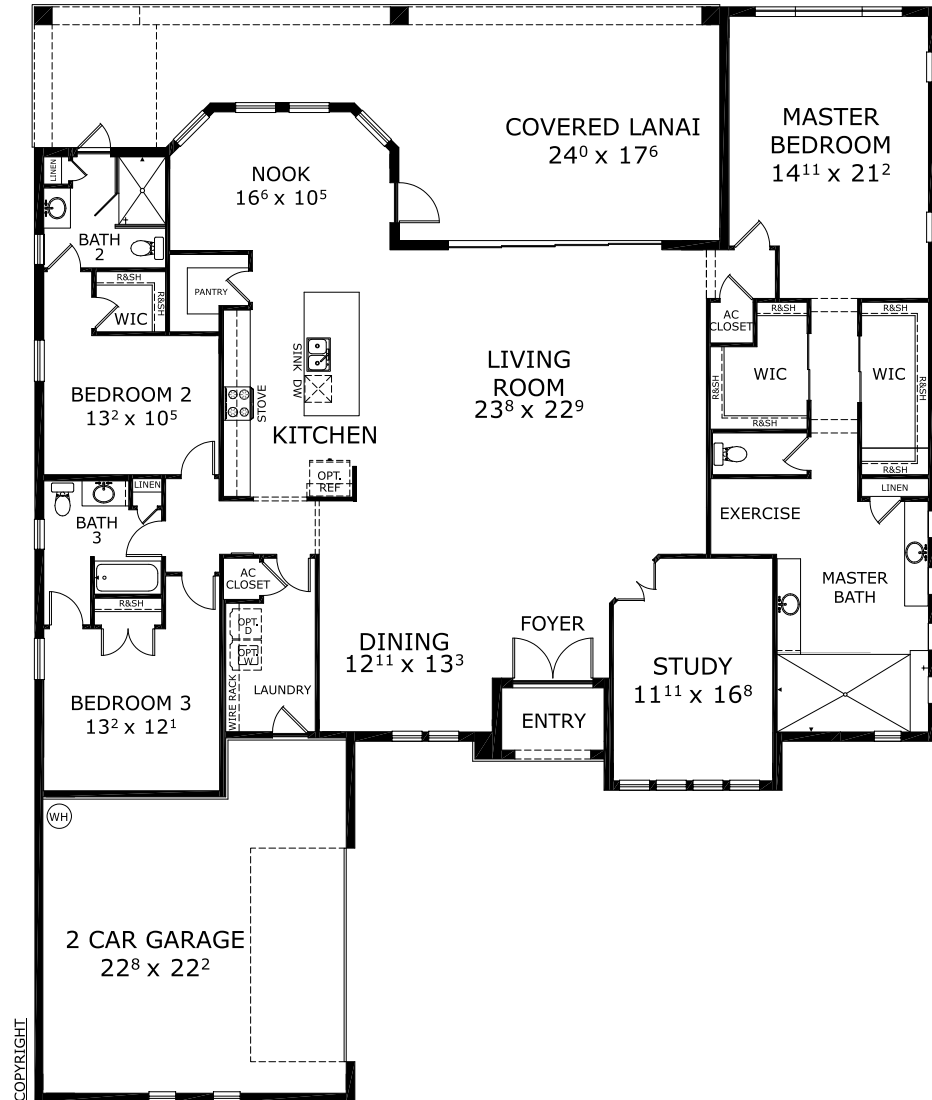 COVERED LANAI
24⁰ x 17⁶
MASTER
BEDROOM
14¹¹ x 21²
NOOK
16⁶ x 10⁵
LINEN
BATH
2
R&SH
R&SH
WIC
PANTRY
BEDROOM 2
13² x 10⁵
STOVE
SINK DW
KITCHEN
OPT.
REF
LIVING
ROOM
23⁸ x 22⁹
AC
CLOSET
R&SH
WIC
R&SH
R&SH
WIC
R&SH
R&SH
R&SH
LINEN
EXERCISE
MASTER
BATH
LINEN
BATH
3
R&SH
AC
CLOSET
OPT.
D
OPT.
W
WIRE RACK
LAUNDRY
DINING
12¹¹ x 13³
FOYER
ENTRY
STUDY
11¹¹ x 16⁸
BEDROOM 3
13² x 12¹
WH
2 CAR GARAGE
22⁸ x 22²
COPYRIGHT